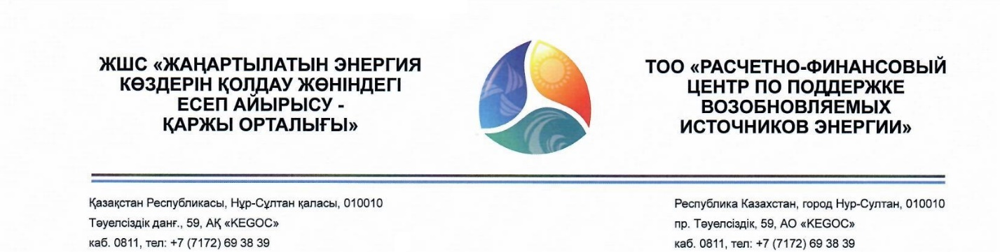 ЖШС «ЖАҢАРТЫЛАТЫН ЭНЕРГИЯ
КӨЗДЕРІН ҚОЛДАУ ЖӨНІНДЕГІ
ЕСЕП АЙЫРЫСУ -
ҚАРЖЫ ОРТАЛЫҒЫ»
ТОО «РАСЧЕТНО-ФИНАНСОВЫЙ
ЦЕНТР ПО ПОДДЕРЖКЕ
ВОЗОБНОВЛЯЕМЫХ
ИСТОЧНИКОВ ЭНЕРГИИ»
Қазақстан Республикасы, Нұр-Сұлтан қаласы, 010010
Тәуелсіздік даңғ., 59, АҚ «KEGOC»
каб. 0811, тел: +7 (7172) 69 38 39
Республика Казахстан, город Нур-Султан, 010010
пр. Тәуелсіздік, 59, АО «KEGOC»
каб. 0811, тел: +7 (7172) 69 38 39